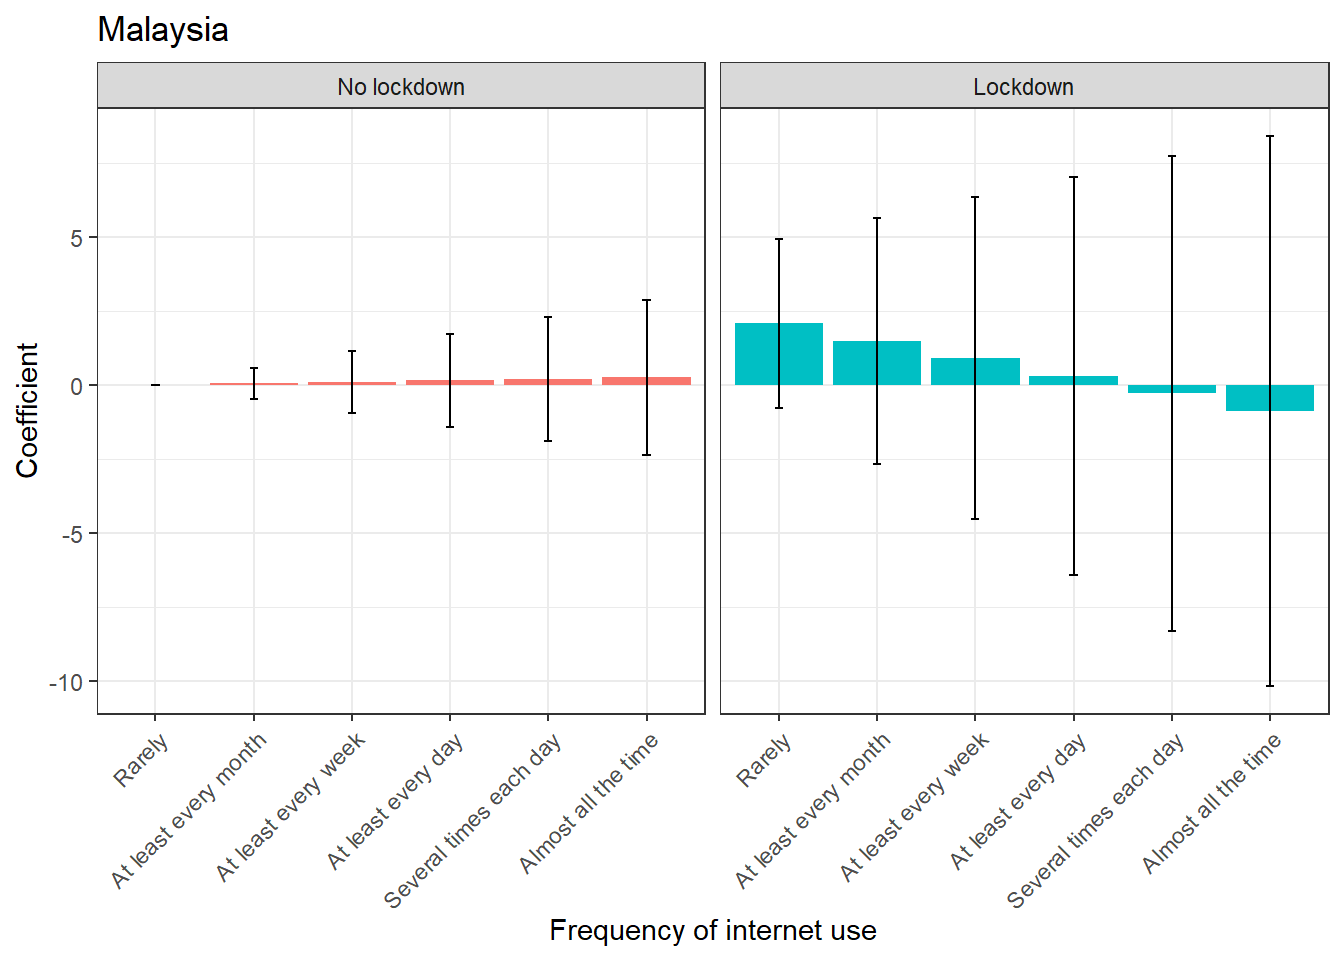 Malaysia
No lockdown
Lockdown
Coefficient
5
0
-5
-10
Rarely
At least every month
At least every week
At least every day
Several times each day
Almost all the time
Rarely
At least every month
At least every week
At least every day
Several times each day
Almost all the time
Frequency of internet use